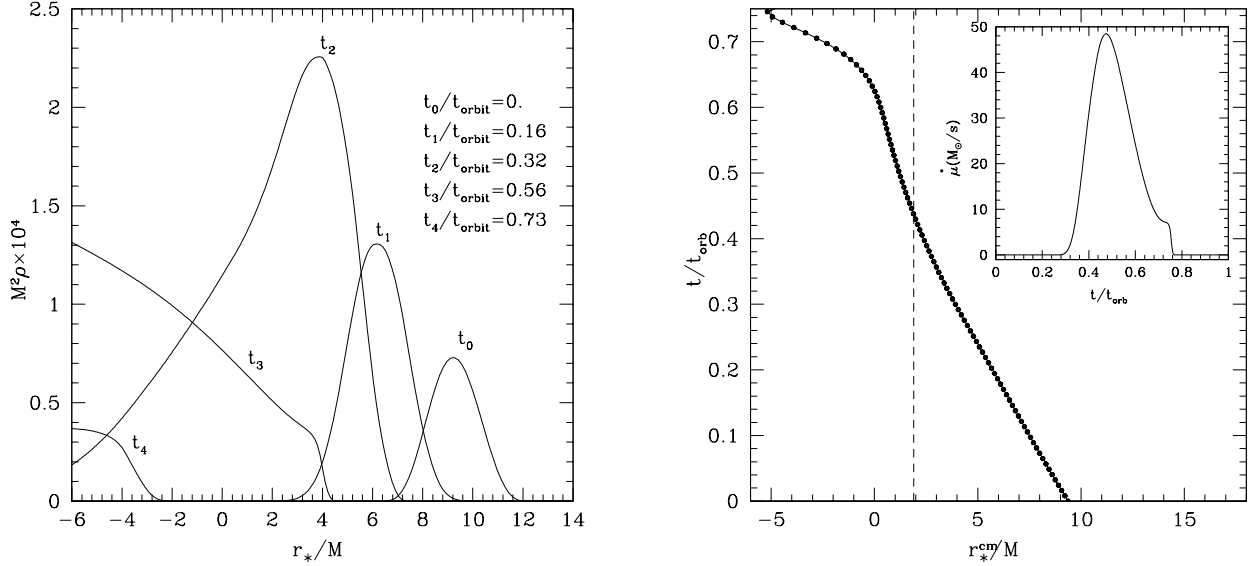 2.5
2
1.5
1
0.5
0
M²ρ×10⁴
t₂
t₁
t₀
t₃
t₄
t₀/t_orbit=0.
t₁/t_orbit=0.16
t₂/t_orbit=0.32
t₃/t_orbit=0.56
t₄/t_orbit=0.73
-6 -4 -2 0 2 4 6 8 10 12 14
r_*/M
0.7
0.6
0.5
0.4
0.3
0.2
0.1
0
t/t_orb
-5 0 5 10 15
r_*^cm/M
50
40
30
20
10
0
μ̇(M_⊙/s)
0 0.2 0.4 0.6 0.8 1
t/t_orb